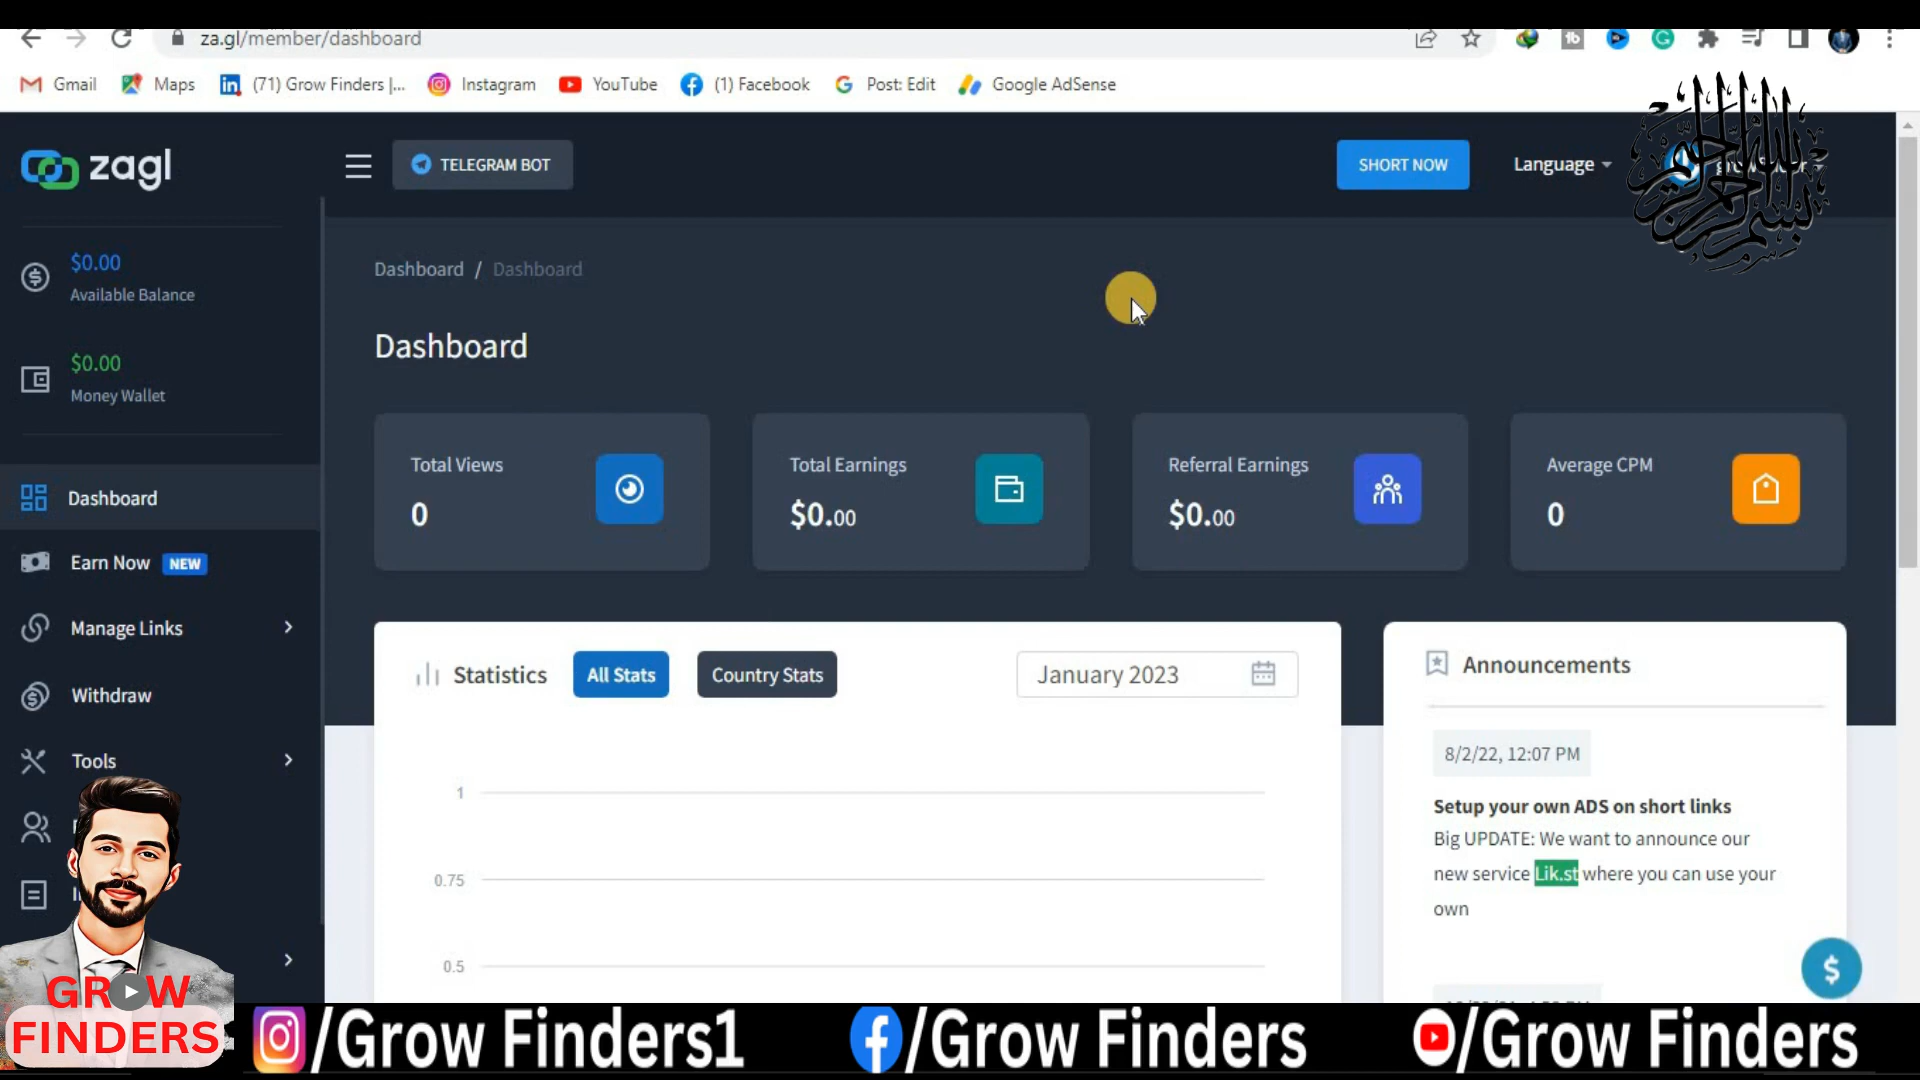 za.gl/member/dashboard
Gmail
Maps
(71) Grow Finders |...
Instagram
YouTube
(1) Facebook
Post: Edit
Google AdSense
zagl
TELEGRAM BOT
SHORT NOW
Language
بسم الله الرحمن الرحيم
$0.00
Available Balance
$0.00
Money Wallet
Dashboard / Dashboard
Dashboard
Total Views
0
Total Earnings
$0.00
Referral Earnings
$0.00
Average CPM
0
Dashboard
Earn Now NEW
Manage Links
Withdraw
Tools
Statistics
All Stats
Country Stats
January 2023
1
0.75
0.5
Announcements
8/2/22, 12:07 PM
Setup your own ADS on short links
Big UPDATE: We want to announce our
new service Lik.st where you can use your
own
GROW
FINDERS
/Grow Finders1
/Grow Finders
/Grow Finders